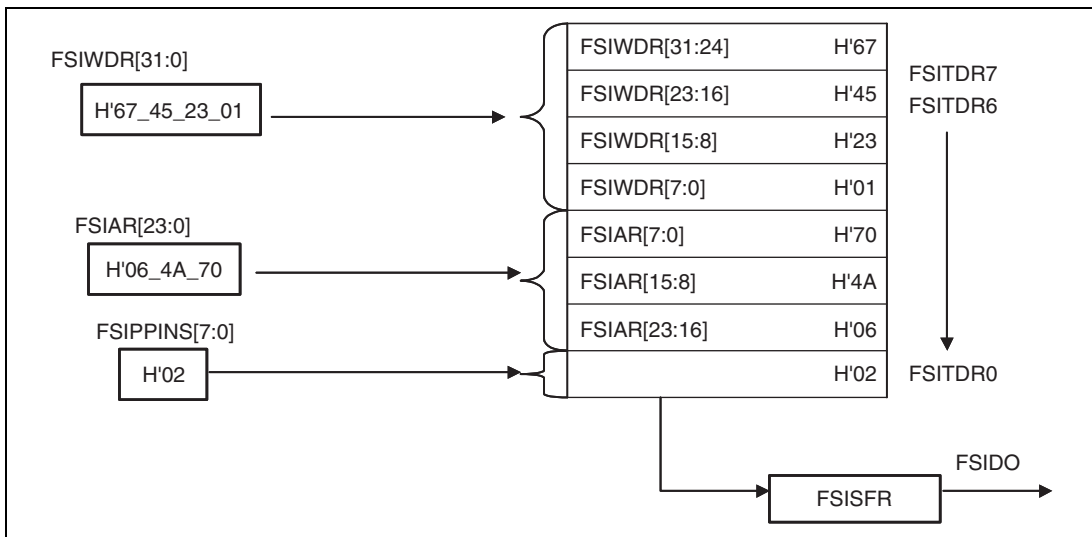 FSIWDR[31:0]
H'67_45_23_01
FSIAR[23:0]
H'06_4A_70
FSIPPINS[7:0]
H'02
FSIWDR[31:24] H'67
FSIWDR[23:16] H'45
FSIWDR[15:8] H'23
FSIWDR[7:0] H'01
FSIAR[7:0] H'70
FSIAR[15:8] H'4A
FSIAR[23:16] H'06
H'02
FSITDR7
FSITDR6
FSITDR0
FSISFR
FSIDO